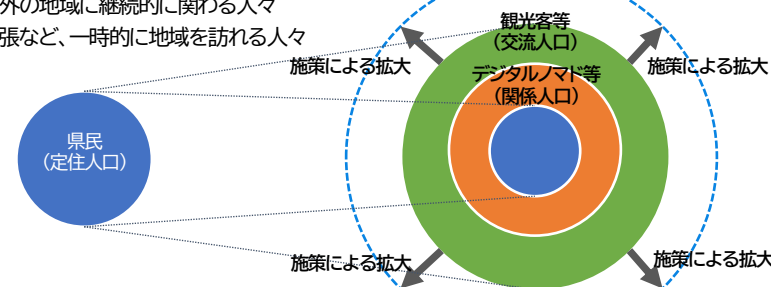 外の地域に継続的に関わる人々
張など、一時的に地域を訪れる人々
観光客等
（交流人口）
施策による拡大
施策による拡大
デジタルノマド等
（関係人口）
県民
（定住人口）
施策による拡大
施策による拡大